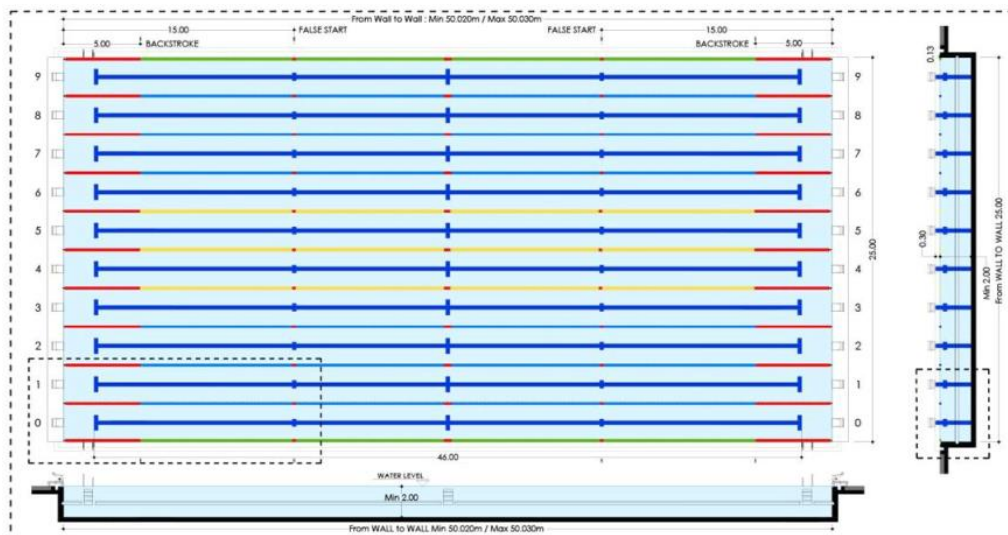 From Wall to Wall : Min 50.020m / Max 50.030m
15.00 FALSE START FALSE START 15.00
5.00 BACKSTROKE BACKSTROKE 5.00
9 9
8 8
7 7
6 6
5 5
4 4
3 3
2 2
1 1
0 0
25.00
46.00
WATER LEVEL
Min 2.00
From WALL to WALL Min 50.020m / Max 50.030m
0.13
0.30
Min 2.00
From WALL TO WALL 25.00